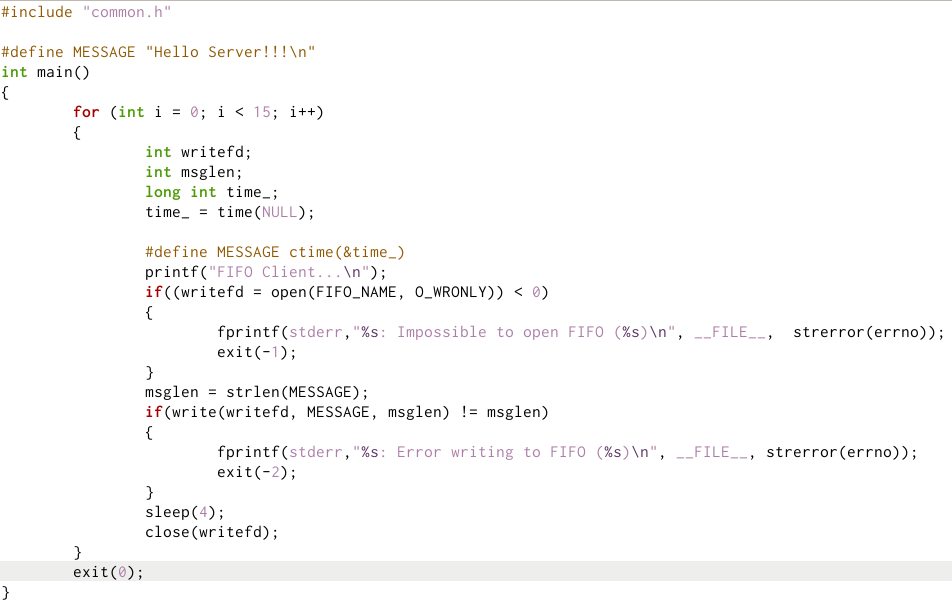 #include "common.h"

#define MESSAGE "Hello Server!!!\n"
int main()
{
        for (int i = 0; i < 15; i++)
        {
                int writefd;
                int msglen;
                long int time_;
                time_ = time(NULL);

                #define MESSAGE ctime(&time_)
                printf("FIFO Client...\n");
                if((writefd = open(FIFO_NAME, O_WRONLY)) < 0)
                {
                        fprintf(stderr,"%s: Impossible to open FIFO (%s)\n", __FILE__,  strerror(errno));
                        exit(-1);
                }
                msglen = strlen(MESSAGE);
                if(write(writefd, MESSAGE, msglen) != msglen)
                {
                        fprintf(stderr,"%s: Error writing to FIFO (%s)\n", __FILE__, strerror(errno));
                        exit(-2);
                }
                sleep(4);
                close(writefd);
        }
        exit(0);
}